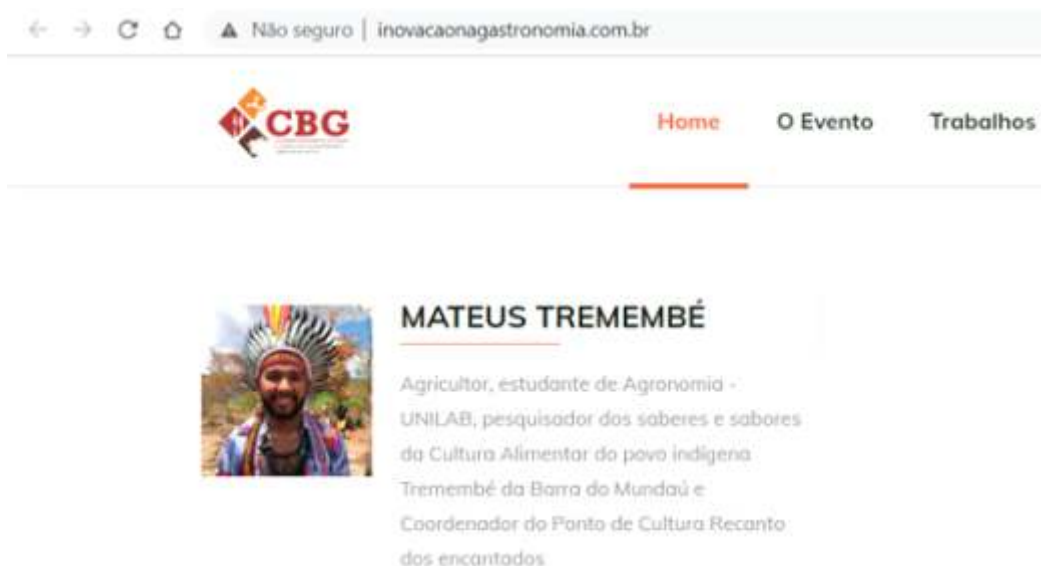 Não seguro | inovacaonagastronomia.com.br
CBG
Home O Evento Trabalhos
MATEUS TREMEMBÉ
Agricultor, estudante de Agronomia -
UNILAB, pesquisador dos saberes e sabores
da Cultura Alimentar do povo indígena
Tremembé da Barra do Mundaú e
Coordenador do Ponto de Cultura Recanto
dos encantados